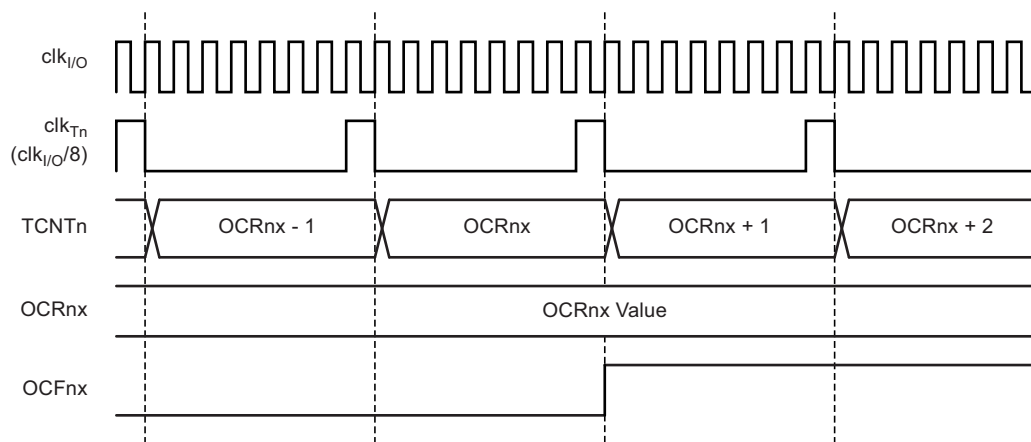 clkI/O
clkTn
(clkI/O/8)
TCNTn OCRnx - 1 OCRnx OCRnx + 1 OCRnx + 2
OCRnx OCRnx Value
OCFnx